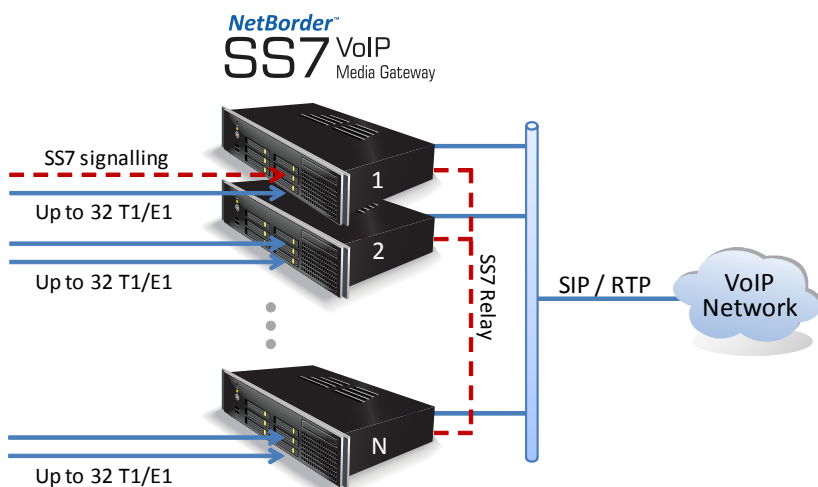 NetBorder™
SS7 VoIP
Media Gateway
SS7 signalling
1
Up to 32 T1/E1
2
Up to 32 T1/E1
SS7 Relay
SIP / RTP
VoIP
Network
N
Up to 32 T1/E1